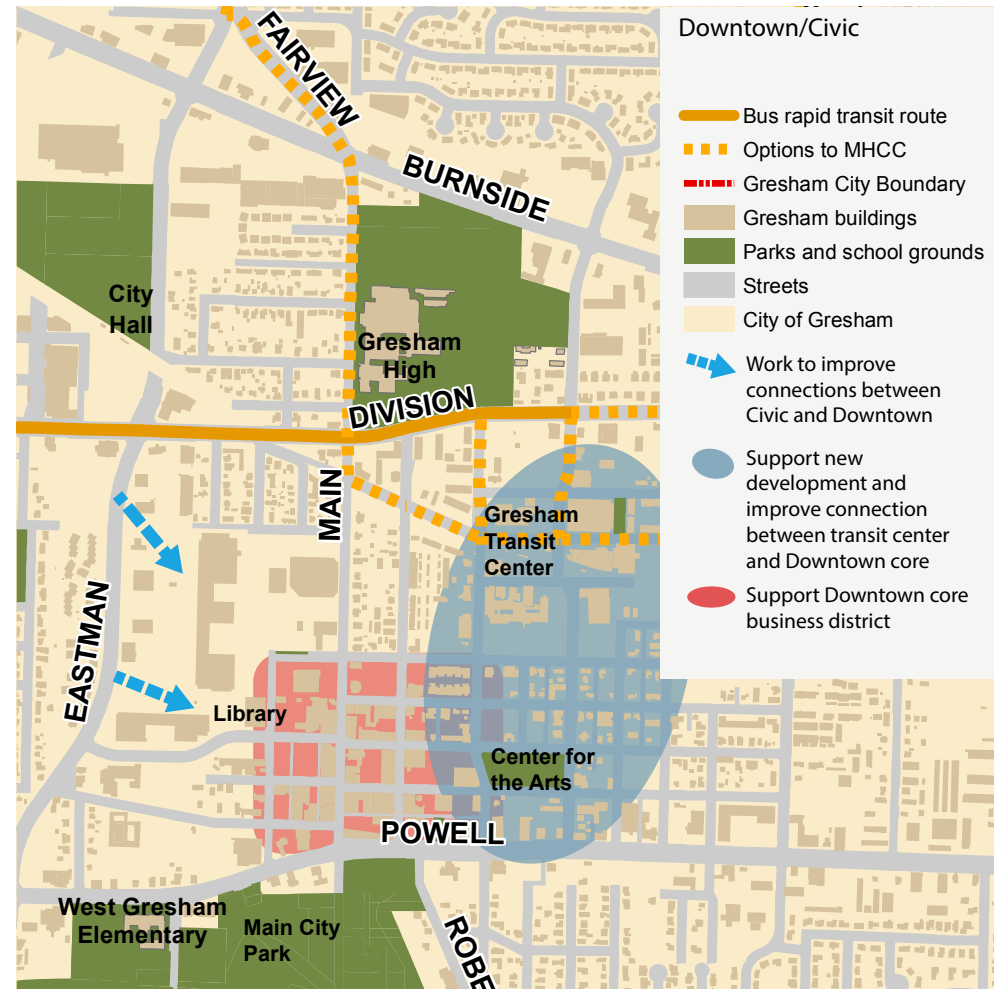 Downtown/Civic
Bus rapid transit route
Options to MHCC
Gresham City Boundary
Gresham buildings
Parks and school grounds
Streets
City of Gresham
Work to improve
connections between
Civic and Downtown
Support new
development and
improve connection
between transit center
and Downtown core
Support Downtown core
business district
FAIRVIEW
BURNSIDE
City
Hall
Gresham
High
DIVISION
MAIN
Gresham
Transit
Center
EASTMAN
Library
Center for
the Arts
POWELL
West Gresham
Elementary
Main City
Park
ROBE